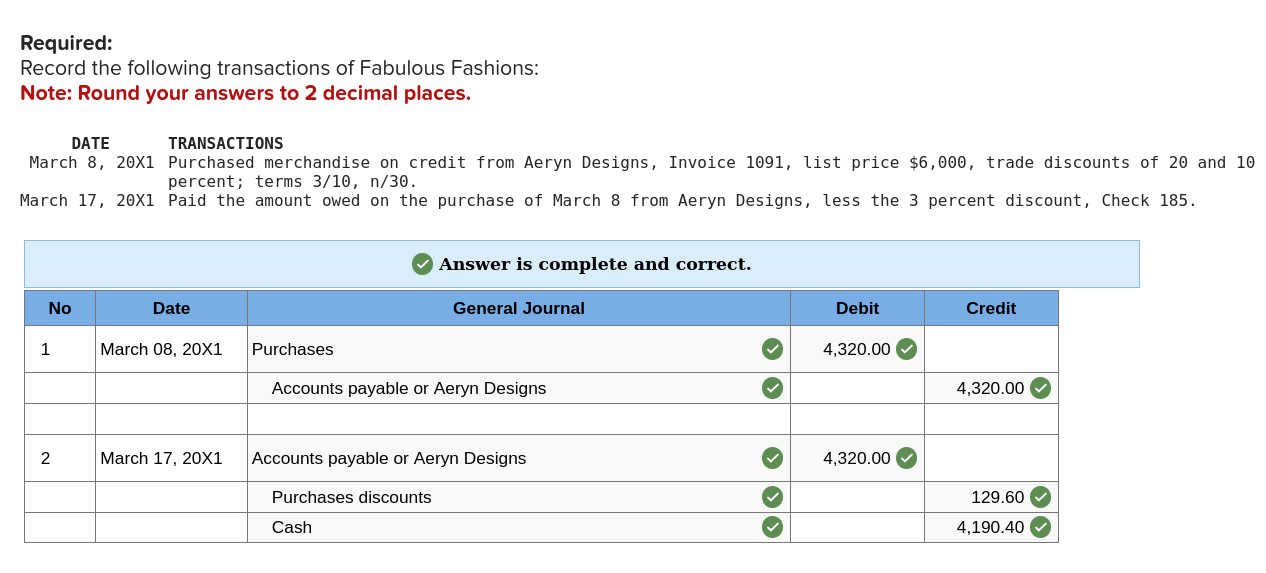 Required:
Record the following transactions of Fabulous Fashions:
Note: Round your answers to 2 decimal places.
DATE TRANSACTIONS
March 8, 20X1 Purchased merchandise on credit from Aeryn Designs, Invoice 1091, list price $6,000, trade discounts of 20 and 10
percent; terms 3/10, n/30.
March 17, 20X1 Paid the amount owed on the purchase of March 8 from Aeryn Designs, less the 3 percent discount, Check 185.
Answer is complete and correct.
No Date General Journal Debit Credit
1 March 08, 20X1 Purchases 4,320.00
Accounts payable or Aeryn Designs 4,320.00
2 March 17, 20X1 Accounts payable or Aeryn Designs 4,320.00
Purchases discounts 129.60
Cash 4,190.40